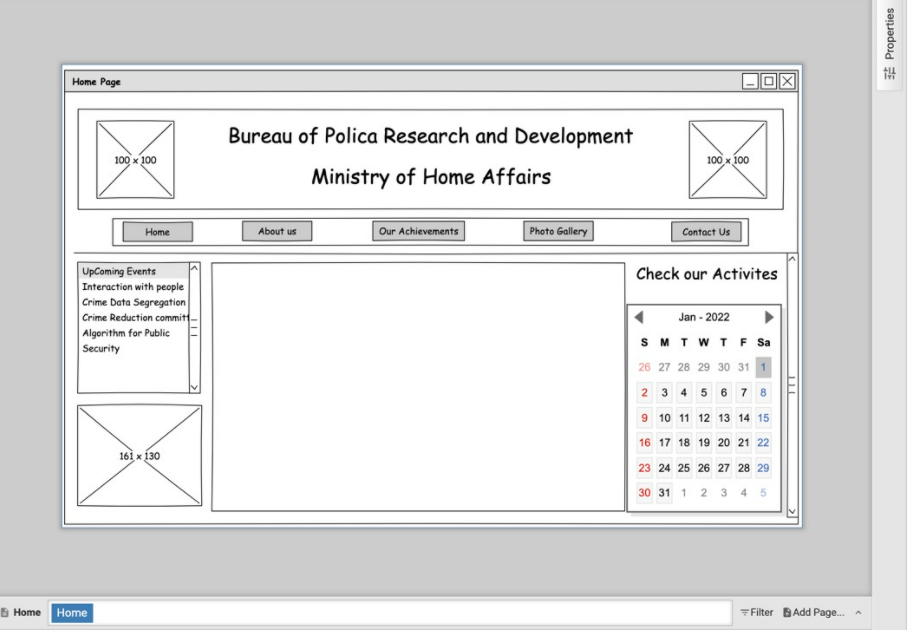 Properties
Home Page
100 x 100
Bureau of Polica Research and Development
Ministry of Home Affairs
100 x 100
Home
About us
Our Achievements
Photo Gallery
Contact Us
UpComing Events
Interaction with people
Crime Data Segregation
Crime Reduction committ
Algorithm for Public
Security
161 x 130
Check our Activites
Jan - 2022
S M T W T F Sa
26 27 28 29 30 31 1
2 3 4 5 6 7 8
9 10 11 12 13 14 15
16 17 18 19 20 21 22
23 24 25 26 27 28 29
30 31 1 2 3 4 5
Home Home Filter Add Page...